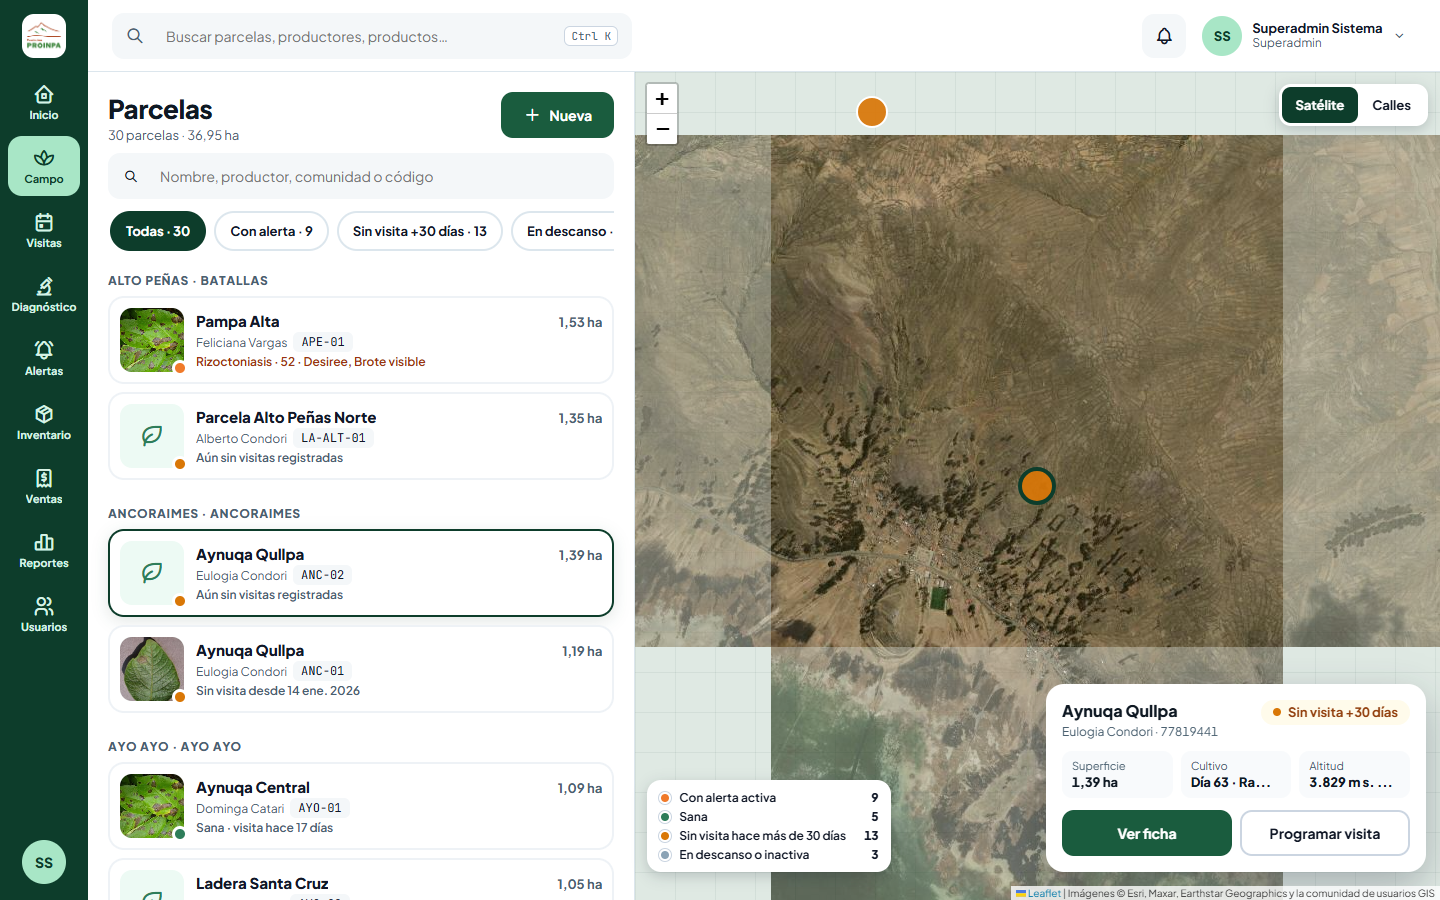 PROINPA
Buscar parcelas, productores, productos...
Ctrl K
SS
Superadmin Sistema
Superadmin
Inicio
Campo
Visitas
Diagnóstico
Alertas
Inventario
Ventas
Reportes
Usuarios
SS
Parcelas
30 parcelas · 36,95 ha
Nueva
Nombre, productor, comunidad o código
Todas · 30
Con alerta · 9
Sin visita +30 días · 13
En descanso ·
ALTO PEÑAS · BATALLAS
Pampa Alta
1,53 ha
Feliciana Vargas APE-01
Rizoctoniasis · 52 · Desiree, Brote visible
Parcela Alto Peñas Norte
1,35 ha
Alberto Condori LA-ALT-01
Aún sin visitas registradas
ANCORAIMES · ANCORAIMES
Aynuqa Qullpa
1,39 ha
Eulogia Condori ANC-02
Aún sin visitas registradas
Aynuqa Qullpa
1,19 ha
Eulogia Condori ANC-01
Sin visita desde 14 ene. 2026
AYO AYO · AYO AYO
Aynuqa Central
1,09 ha
Dominga Catari AYO-01
Sana · visita hace 17 días
Ladera Santa Cruz
1,05 ha
+
−
Satélite
Calles
Con alerta activa 9
Sana 5
Sin visita hace más de 30 días 13
En descanso o inactiva 3
Aynuqa Qullpa
Sin visita +30 días
Eulogia Condori · 77819441
Superficie
1,39 ha
Cultivo
Día 63 · Ra...
Altitud
3.829 m s. ...
Ver ficha
Programar visita
Leaflet | Imágenes © Esri, Maxar, Earthstar Geographics y la comunidad de usuarios GIS